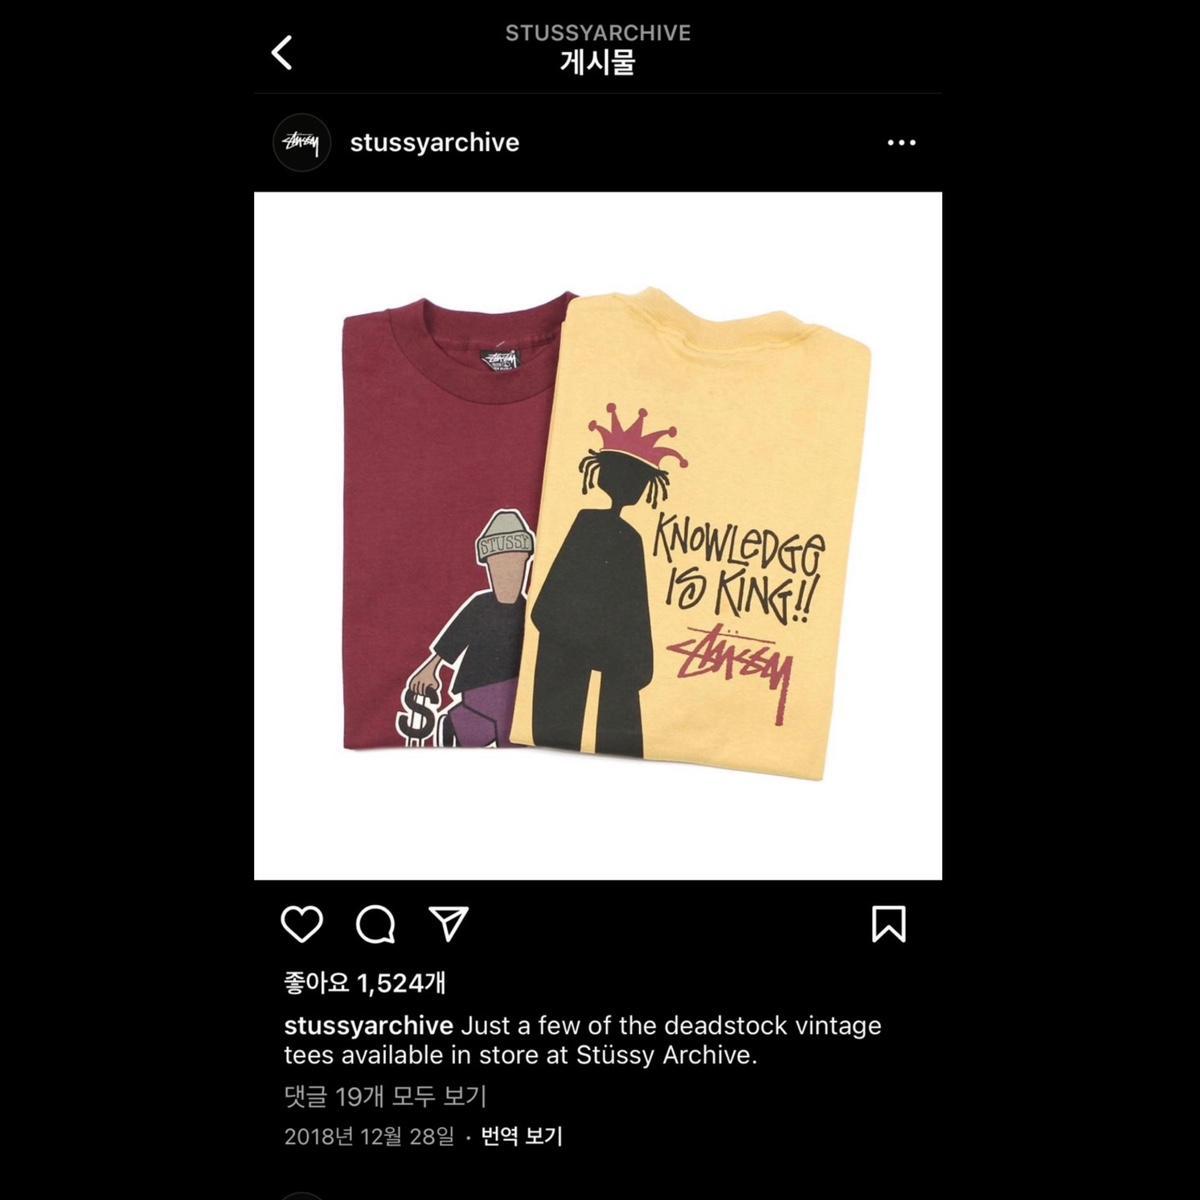 STUSSYARCHIVE
게시물
stüssy
stussyarchive
stüssy
STUSSY
KNOWLEDGE
IS KING!!
stüssy
$
좋아요 1,524개
stussyarchive Just a few of the deadstock vintage
tees available in store at Stüssy Archive.
댓글 19개 모두 보기
2018년 12월 28일 · 번역 보기